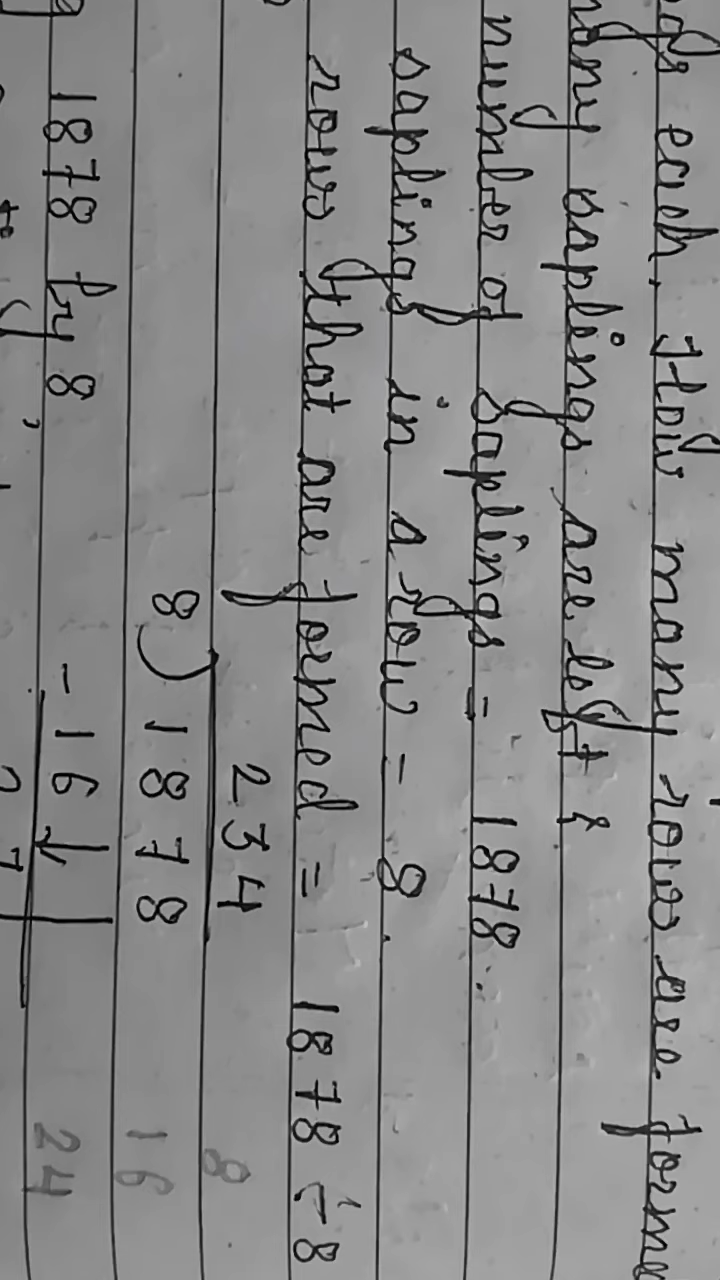 each. How many rows are forme
many saplings are left ?
number of saplings = 1878.
saplings in a row = 8.
rows that are formed = 1878 ÷ 8
234 8
8) 1878 16
1878 by 8 - 16↓ 24
27